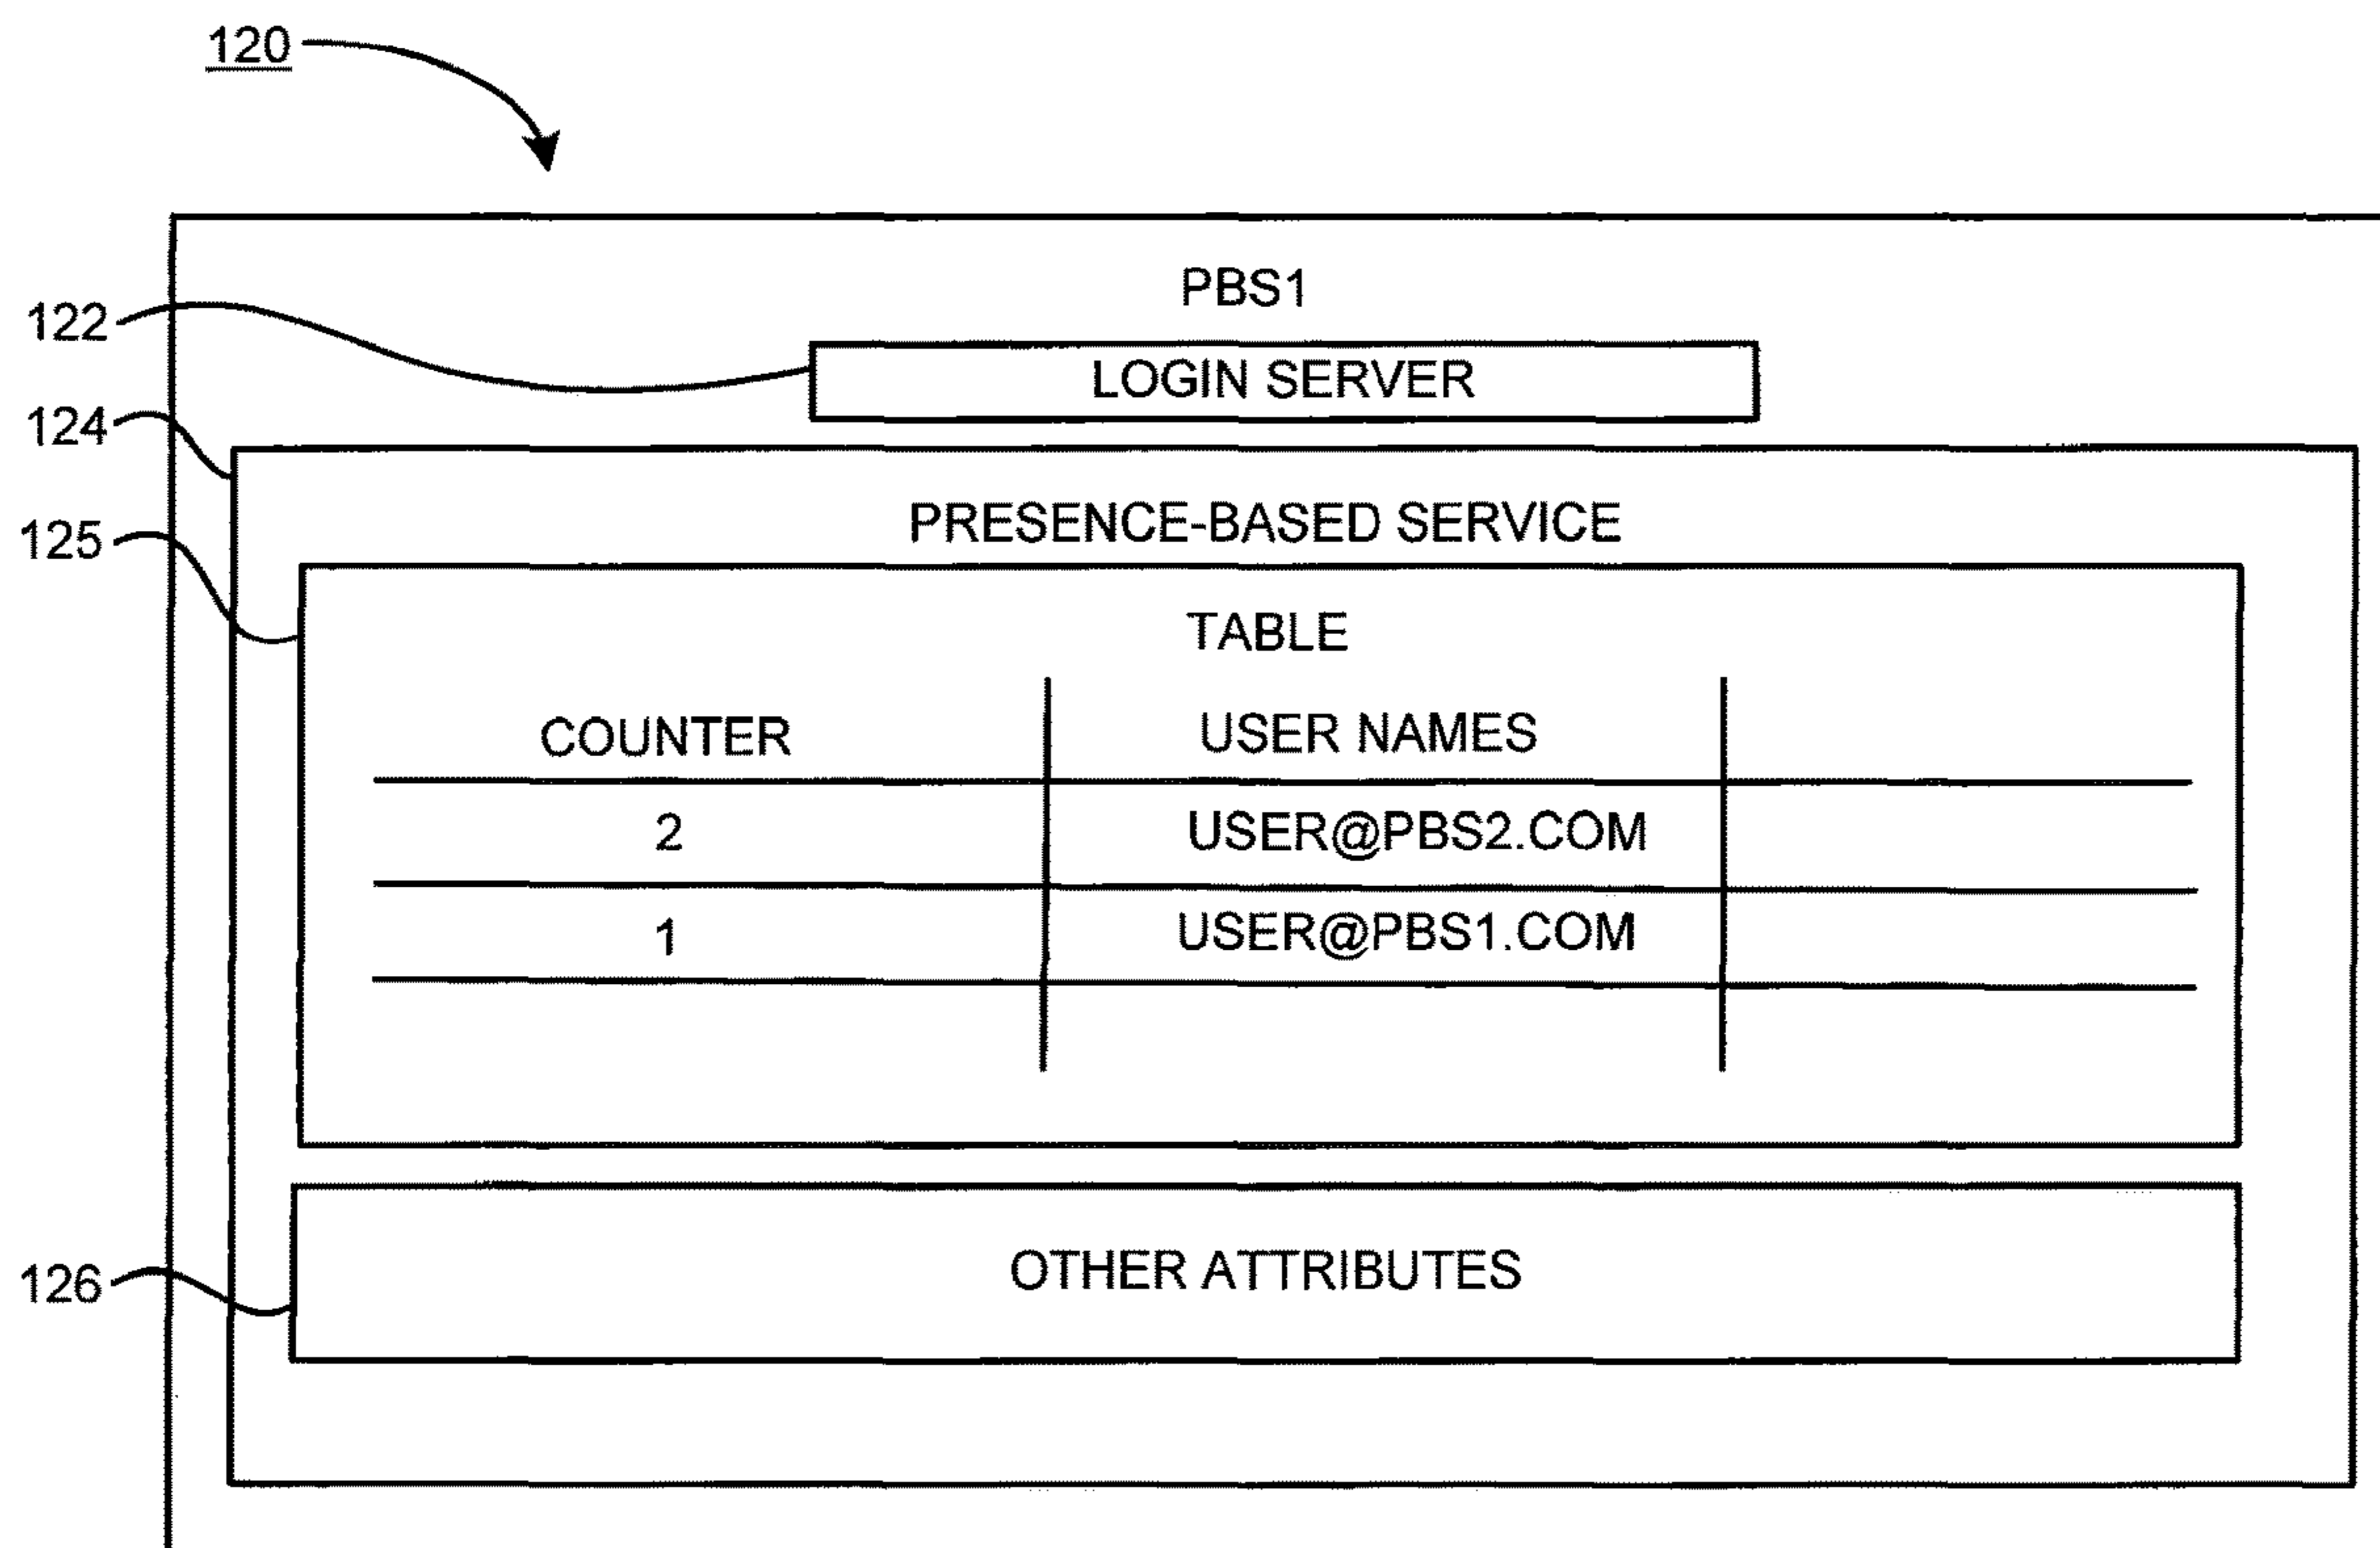 120
PBS1
122
LOGIN SERVER
124
PRESENCE-BASED SERVICE
125
TABLE
COUNTER USER NAMES
2 USER@PBS2.COM
1 USER@PBS1.COM
126
OTHER ATTRIBUTES